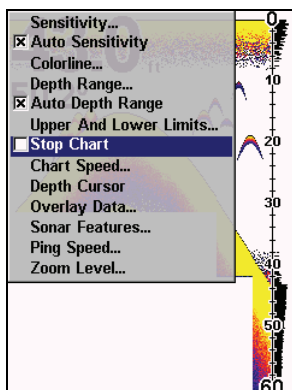 Sensitivity...
Auto Sensitivity
Colorline...
Depth Range...
Auto Depth Range
Upper And Lower Limits...
Stop Chart
Chart Speed...
Depth Cursor
Overlay Data...
Sonar Features...
Ping Speed...
Zoom Level...
0
10
20
30
40
50
60